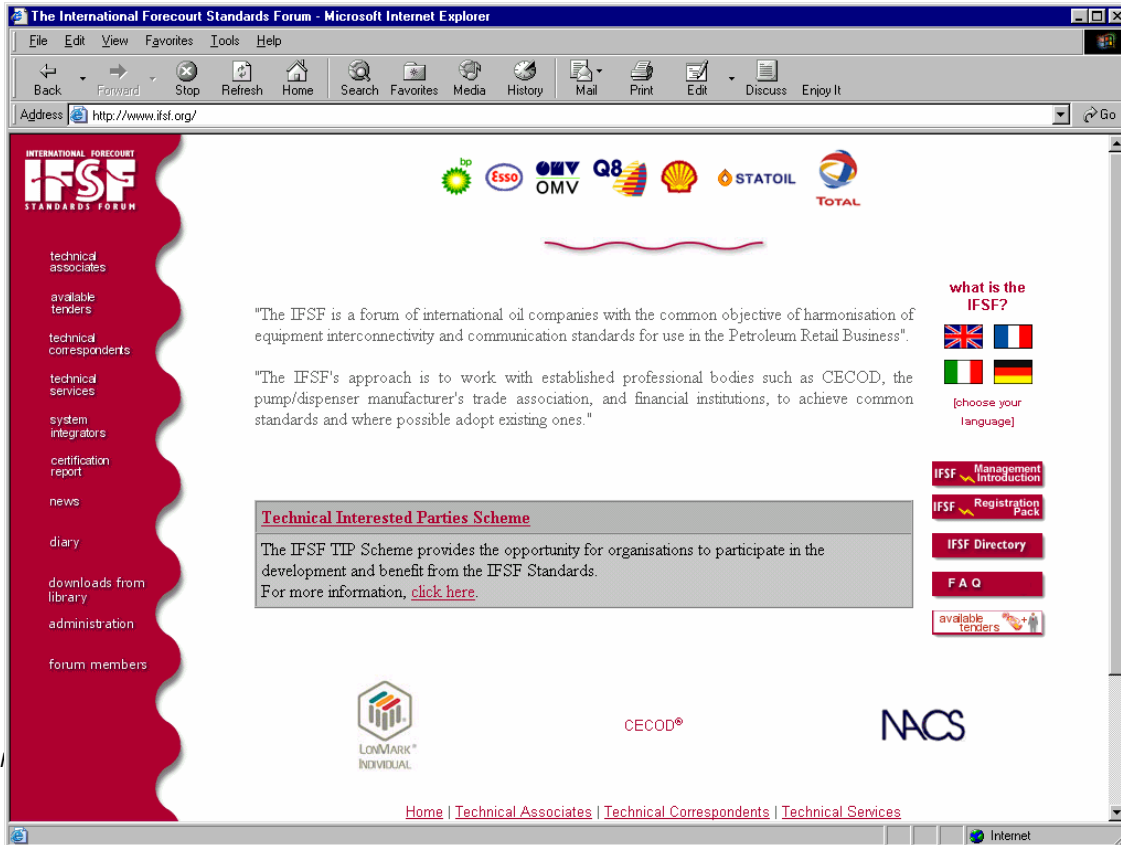 The International Forecourt Standards Forum - Microsoft Internet Explorer
File Edit View Favorites Tools Help
Back Forward Stop Refresh Home Search Favorites Media History Mail Print Edit Discuss Enjoy It
Address http://www.ifsf.org/ Go
INTERNATIONAL FORECOURT
IFSF
STANDARDS FORUM
bp Esso OMV OMV Q8 STATOIL TOTAL
technical
associates
available
tenders
technical
correspondents
technical
services
system
integrators
certification
report
news
diary
downloads from
library
administration
forum members
"The IFSF is a forum of international oil companies with the common objective of harmonisation of
equipment interconnectivity and communication standards for use in the Petroleum Retail Business".
"The IFSF's approach is to work with established professional bodies such as CECOD, the
pump/dispenser manufacturer's trade association, and financial institutions, to achieve common
standards and where possible adopt existing ones."
Technical Interested Parties Scheme
The IFSF TIP Scheme provides the opportunity for organisations to participate in the
development and benefit from the IFSF Standards.
For more information, click here.
what is the
IFSF?
[choose your
language]
IFSF Management
Introduction
IFSF Registration
Pack
IFSF Directory
FAQ
available
tenders
LONMARK®
INDIVIDUAL
CECOD®
NACS
Home | Technical Associates | Technical Correspondents | Technical Services
Internet